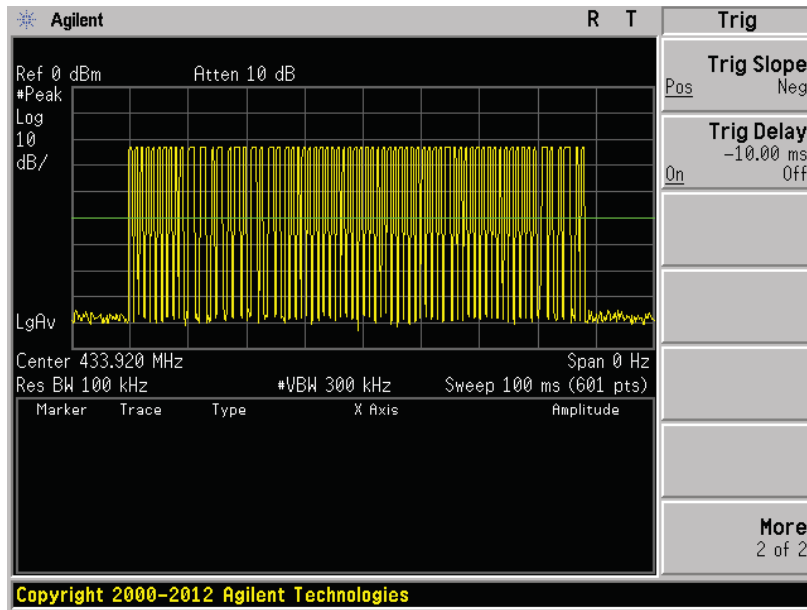 Agilent R T Trig
Ref 0 dBm Atten 10 dB
#Peak
Log
10
dB/
LgAv
Center 433.920 MHz Span 0 Hz
Res BW 100 kHz #VBW 300 kHz Sweep 100 ms (601 pts)
Marker Trace Type X Axis Amplitude
Trig Slope
Pos Neg
Trig Delay
-10.00 ms
On Off
More
2 of 2
Copyright 2000-2012 Agilent Technologies